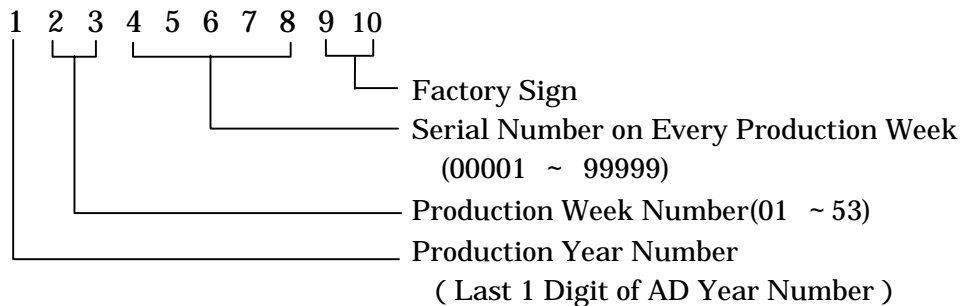 1 2 3 4 5 6 7 8 9 10
Factory Sign
Serial Number on Every Production Week
(00001 ~ 99999)
Production Week Number(01 ~ 53)
Production Year Number
( Last 1 Digit of AD Year Number )